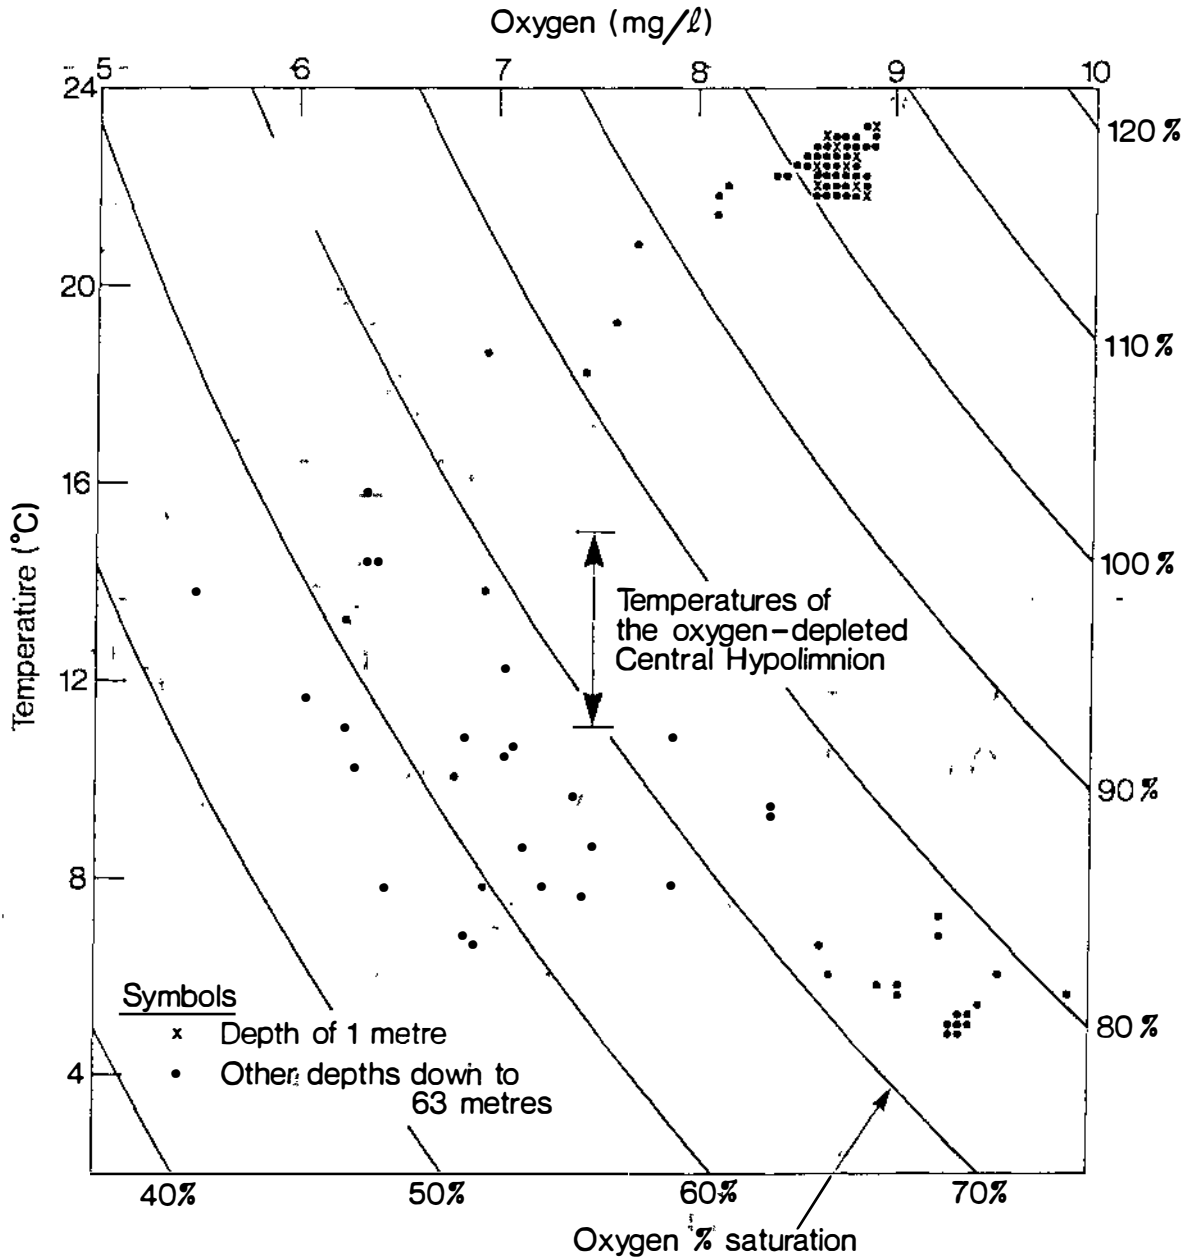 Oxygen (mg/ℓ)
5 6 7 8 9 10
24
120%
20
110%
16
100%
Temperature (°C)
Temperatures of
the oxygen-depleted
Central Hypolimnion
12
90%
8
80%
Symbols
x Depth of 1 metre
• Other depths down to
63 metres
4
40% 50% 60% 70%
Oxygen % saturation